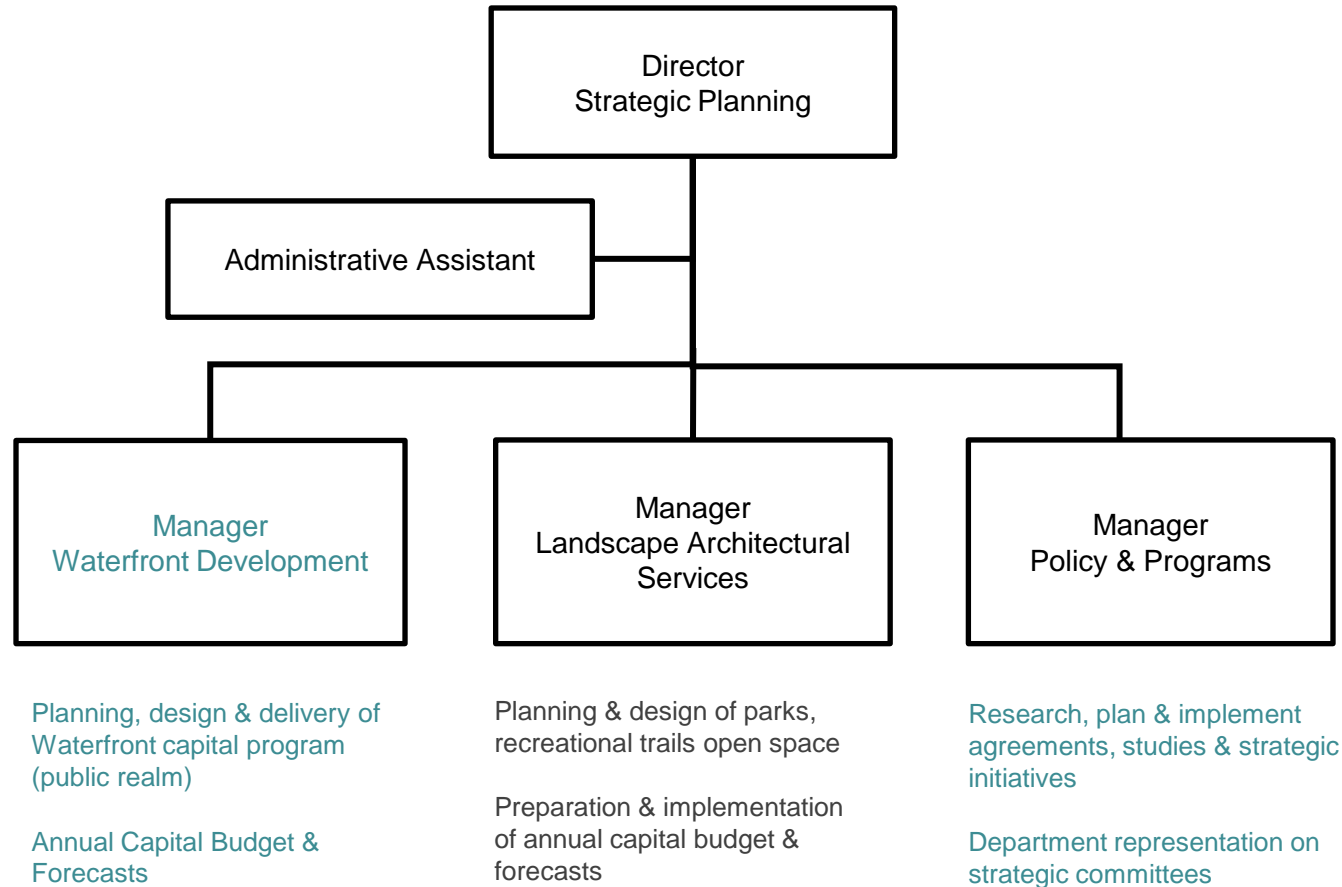 Director
Strategic Planning
Administrative Assistant
Manager
Waterfront Development
Manager
Landscape Architectural
Services
Manager
Policy & Programs
Planning, design & delivery of
Waterfront capital program
(public realm)
Annual Capital Budget &
Forecasts
Planning & design of parks,
recreational trails open space
Preparation & implementation
of annual capital budget &
forecasts
Research, plan & implement
agreements, studies & strategic
initiatives
Department representation on
strategic committees